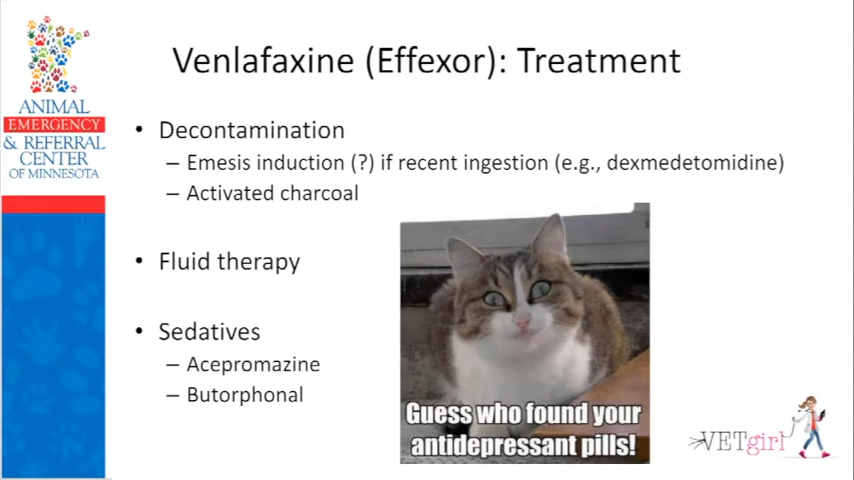 Venlafaxine (Effexor): Treatment
ANIMAL
EMERGENCY
& REFERRAL
CENTER
OF MINNESOTA
• Decontamination
– Emesis induction (?) if recent ingestion (e.g., dexmedetomidine)
– Activated charcoal
• Fluid therapy
• Sedatives
– Acepromazine
– Butorphonal
Guess who found your
antidepressant pills!
VETgirl